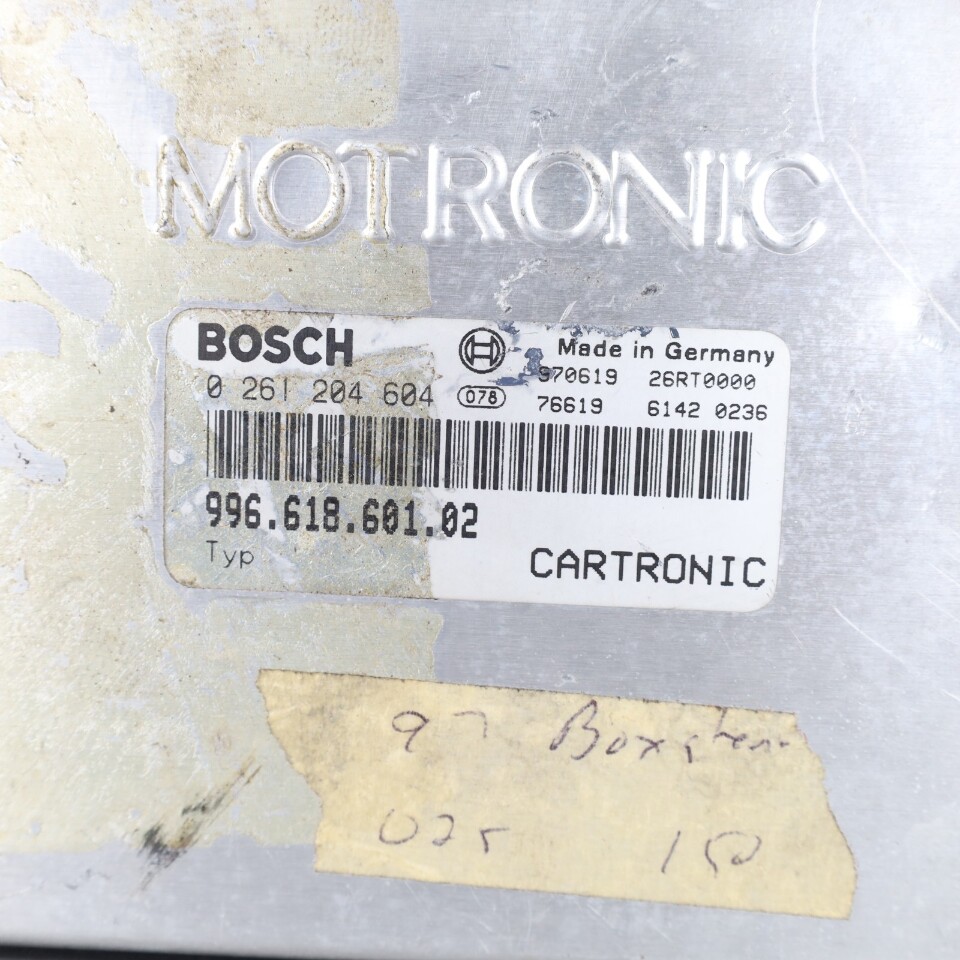 MOTRONIC
BOSCH
Made in Germany
0 261 204 604
078
970619 26RT0000
76619 6142 0236
996.618.601.02
Typ
CARTRONIC
97 Boxster
150